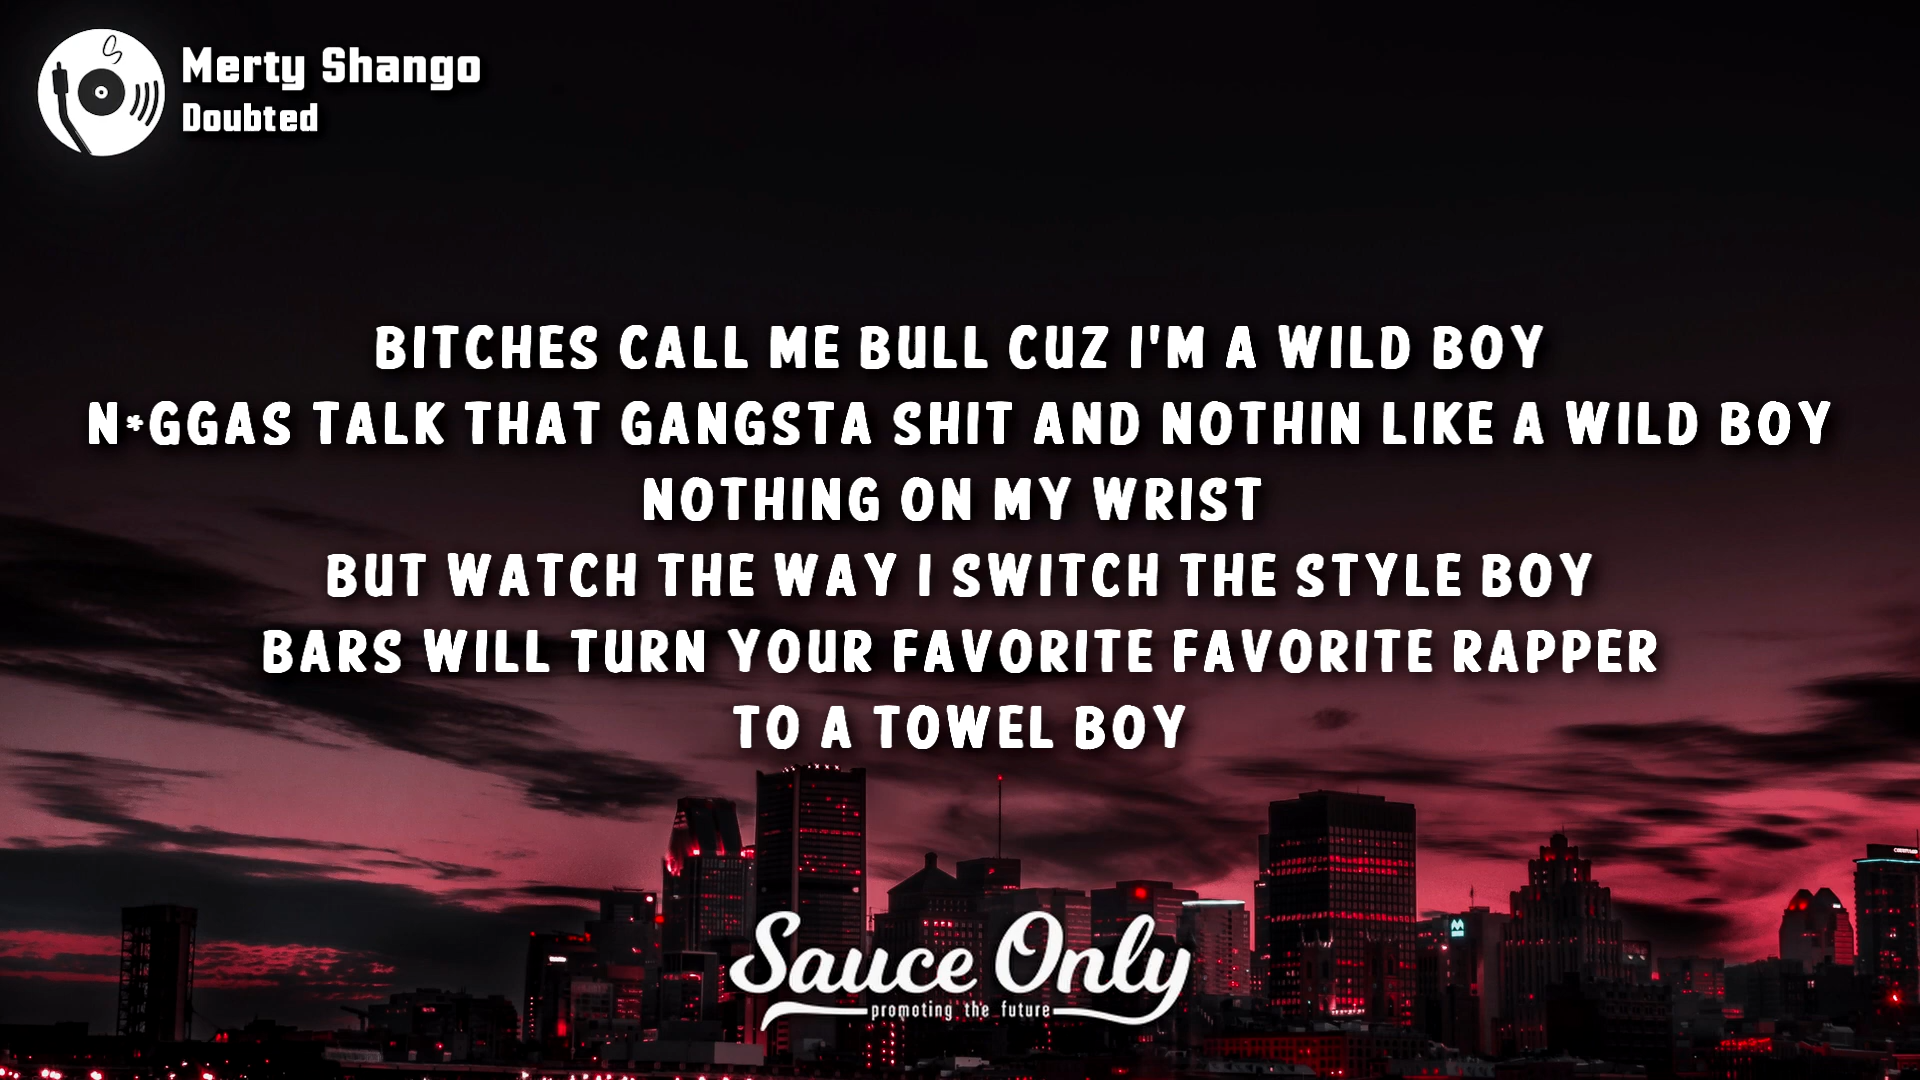 Merty Shango
Doubted
BITCHES CALL ME BULL CUZ I'M A WILD BOY
N*GGAS TALK THAT GANGSTA SHIT AND NOTHIN LIKE A WILD BOY
NOTHING ON MY WRIST
BUT WATCH THE WAY I SWITCH THE STYLE BOY
BARS WILL TURN YOUR FAVORITE FAVORITE RAPPER
TO A TOWEL BOY
Sauce Only
promoting the future